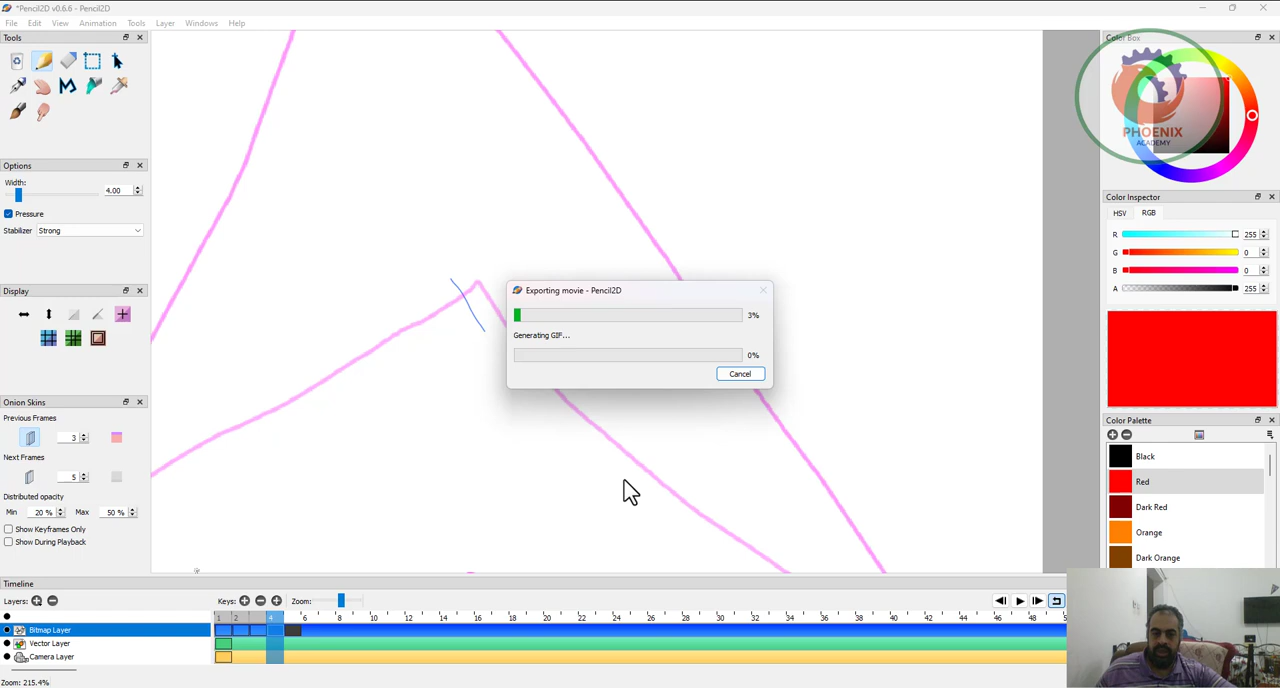 *Pencil2D v0.6.6 - Pencil2D
File Edit View Animation Tools Layer Windows Help
Tools
Options
Width:
4.00
Pressure
Stabilizer Strong
Display
Onion Skins
Previous Frames
3
Next Frames
5
Distributed opacity
Min 20 % Max 50 %
Show Keyframes Only
Show During Playback
Exporting movie - Pencil2D
3%
Generating GIF...
0%
Cancel
Color Box
PHOENIX
ACADEMY
Color Inspector
HSV RGB
R 255
G 0
B 0
A 255
Color Palette
Black
Red
Dark Red
Orange
Dark Orange
Timeline
Layers: Keys: Zoom:
1 2 4 6 8 10 12 14 16 18 20 22 24 26 28 30 32 34 36 38 40 42 44 46 48 50
Bitmap Layer
Vector Layer
Camera Layer
Zoom: 215.4%